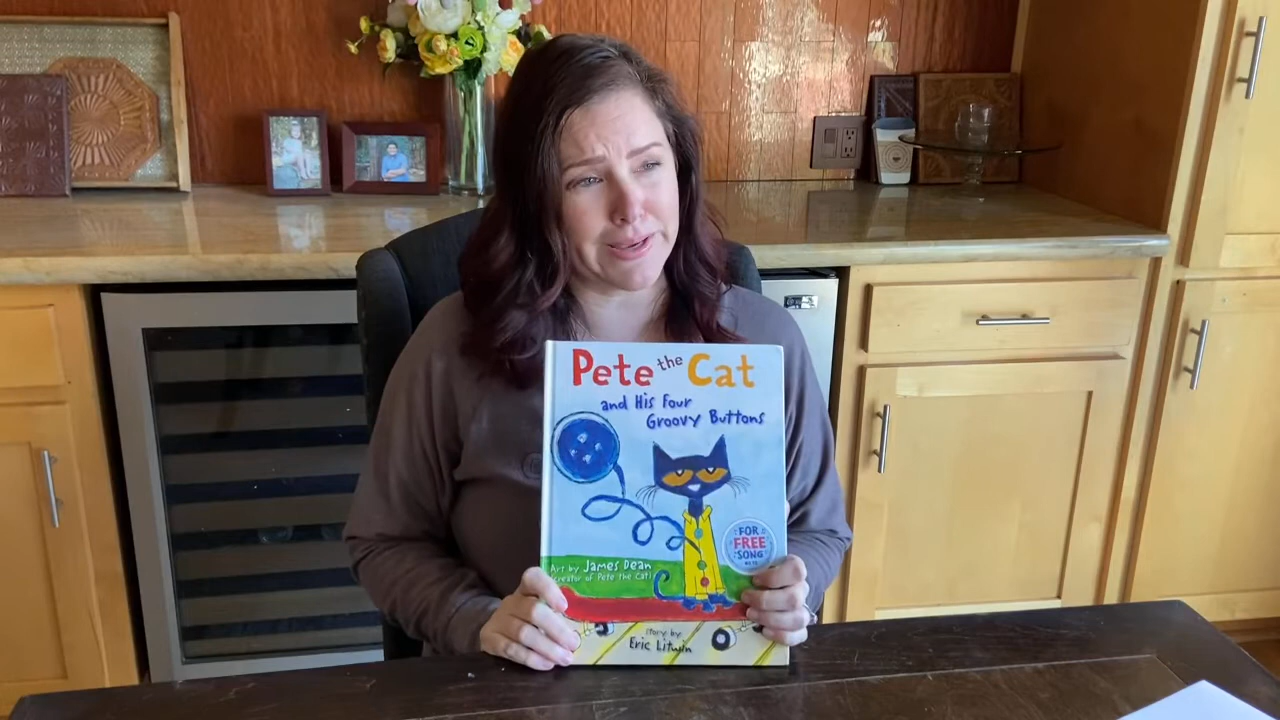 Pete the Cat
and His Four
Groovy Buttons
FOR
FREE
SONG
Art by James Dean
(creator of Pete the Cat)
Story by
Eric Litwin